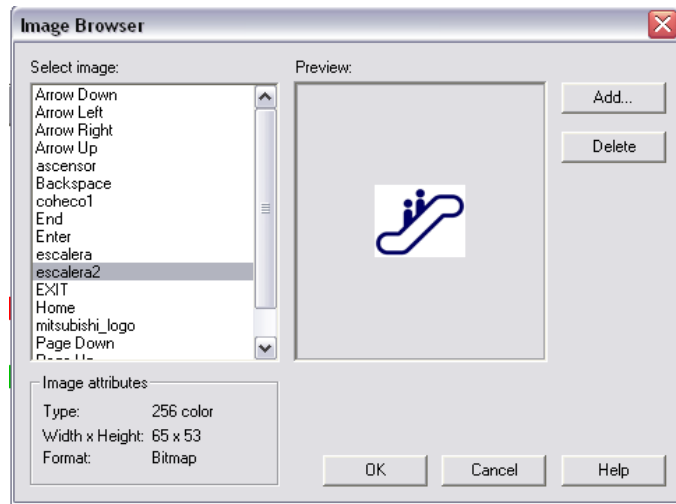 Image Browser
Select image:
Preview:
Arrow Down
Arrow Left
Arrow Right
Arrow Up
ascensor
Backspace
coheco1
End
Enter
escalera
escalera2
EXIT
Home
mitsubishi_logo
Page Down
Add...
Delete
Image attributes
Type: 256 color
Width x Height: 65 x 53
Format: Bitmap
OK
Cancel
Help